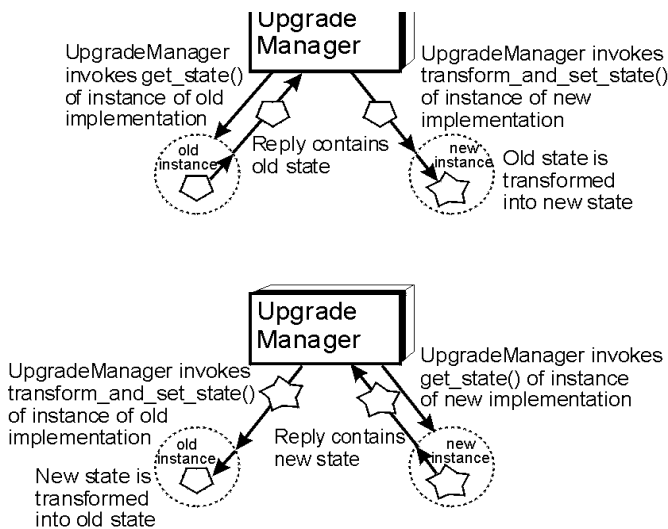 Upgrade
Manager
UpgradeManager
invokes get_state()
of instance of old
implementation
UpgradeManager invokes
transform_and_set_state()
of instance of new
implementation
old
instance
Reply contains
old state
new
instance
Old state is
transformed
into new state
Upgrade
Manager
UpgradeManager invokes
transform_and_set_state()
of instance of old
implementation
UpgradeManager invokes
get_state() of instance
of new implementation
old
instance
Reply contains
new state
new
instance
New state is
transformed
into old state